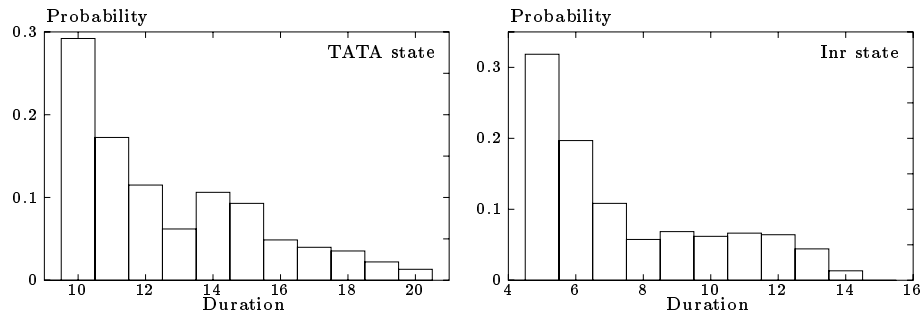 Probability
TATA state
0.3
0.2
0.1
0
10 12 14 16 18 20
Duration
Probability
Inr state
0.3
0.2
0.1
0
4 6 8 10 12 14 16
Duration